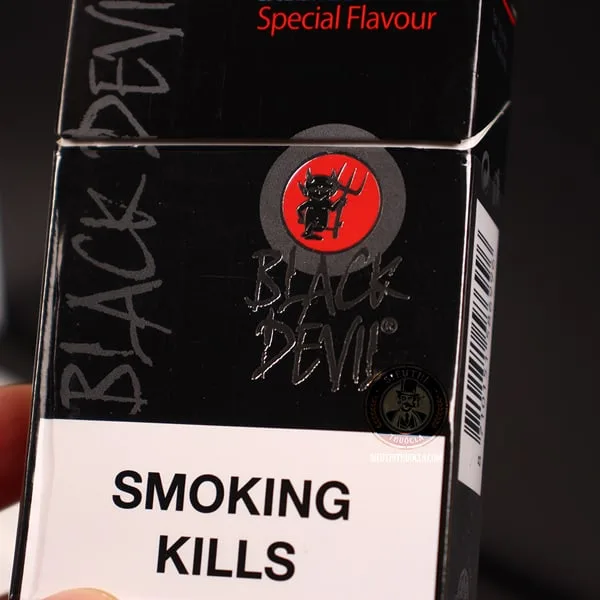 Special Flavour
BLACK DEVIL
BLACK
DEVIL®
SMOKING
KILLS